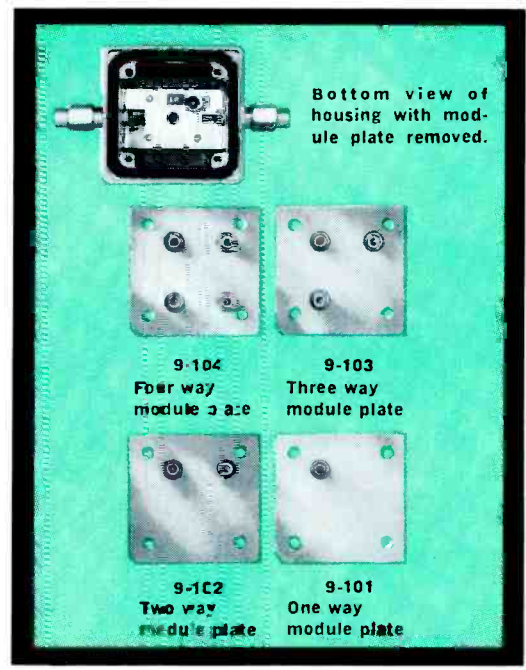 Bottom view of
housing with mod-
ule plate removed.
9-104
Four way
module plate
9-103
Three way
module plate
9-102
Two way
module plate
9-101
One way
module plate